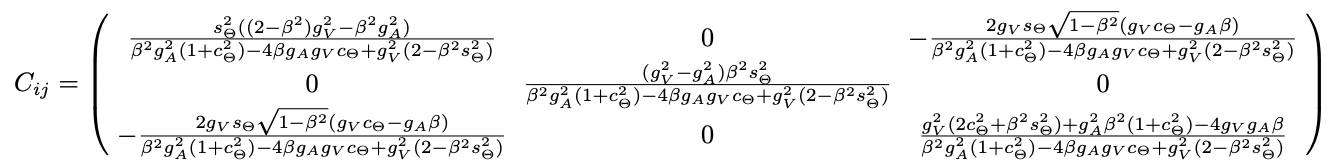 $C_{ij} = \begin{pmatrix} \frac{s_\Theta^2((2-\beta^2)g_V^2-\beta^2 g_A^2)}{\beta^2 g_A^2(1+c_\Theta^2)-4\beta g_A g_V c_\Theta+g_V^2(2-\beta^2 s_\Theta^2)} & 0 & -\frac{2g_V s_\Theta\sqrt{1-\beta^2}(g_V c_\Theta-g_A\beta)}{\beta^2 g_A^2(1+c_\Theta^2)-4\beta g_A g_V c_\Theta+g_V^2(2-\beta^2 s_\Theta^2)} \\ 0 & \frac{(g_V^2-g_A^2)\beta^2 s_\Theta^2}{\beta^2 g_A^2(1+c_\Theta^2)-4\beta g_A g_V c_\Theta+g_V^2(2-\beta^2 s_\Theta^2)} & 0 \\ -\frac{2g_V s_\Theta\sqrt{1-\beta^2}(g_V c_\Theta-g_A\beta)}{\beta^2 g_A^2(1+c_\Theta^2)-4\beta g_A g_V c_\Theta+g_V^2(2-\beta^2 s_\Theta^2)} & 0 & \frac{g_V^2(2c_\Theta^2+\beta^2 s_\Theta^2)+g_A^2\beta^2(1+c_\Theta^2)-4g_V g_A\beta}{\beta^2 g_A^2(1+c_\Theta^2)-4\beta g_A g_V c_\Theta+g_V^2(2-\beta^2 s_\Theta^2)} \end{pmatrix}$